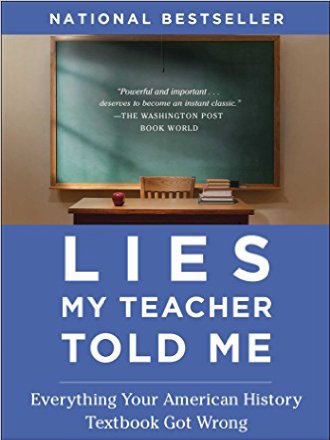 NATIONAL BESTSELLER
"Powerful and important . . .
deserves to become an instant classic."
—THE WASHINGTON POST
BOOK WORLD
LIES
MY TEACHER
TOLD ME
Everything Your American History
Textbook Got Wrong